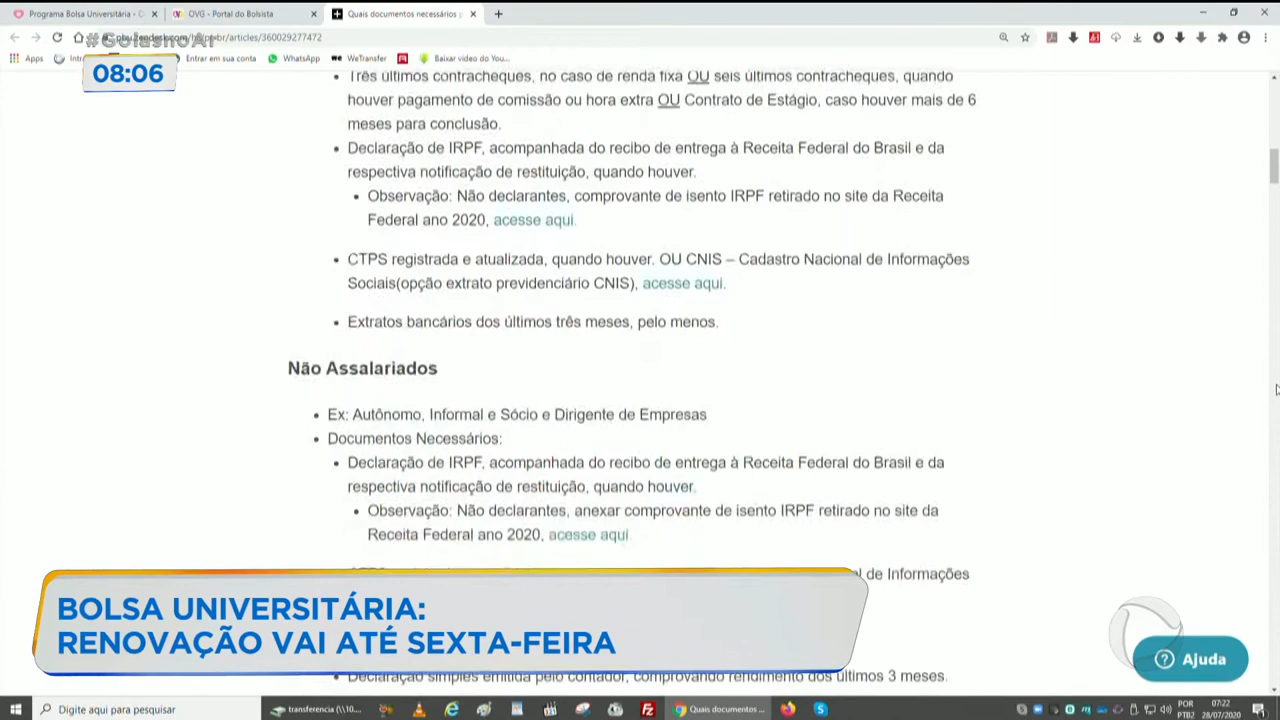 Programa Bolsa Universitária - O
OVG - Portal do Bolsista
Quais documentos necessários
#GoiásnoAr
br/articles/360029277472
08:06
Apps
Entrar em sua conta
WhatsApp
WeTransfer
Baixar vídeo do You...
Três últimos contracheques, no caso de renda fixa OU seis últimos contracheques, quando
houver pagamento de comissão ou hora extra OU Contrato de Estágio, caso houver mais de 6
meses para conclusão.
Declaração de IRPF, acompanhada do recibo de entrega à Receita Federal do Brasil e da
respectiva notificação de restituição, quando houver.
Observação: Não declarantes, comprovante de isento IRPF retirado no site da Receita
Federal ano 2020, acesse aqui.
CTPS registrada e atualizada, quando houver. OU CNIS – Cadastro Nacional de Informações
Sociais(opção extrato previdenciário CNIS), acesse aqui.
Extratos bancários dos últimos três meses, pelo menos.
Não Assalariados
Ex: Autônomo, Informal e Sócio e Dirigente de Empresas
Documentos Necessários:
Declaração de IRPF, acompanhada do recibo de entrega à Receita Federal do Brasil e da
respectiva notificação de restituição, quando houver.
Observação: Não declarantes, anexar comprovante de isento IRPF retirado no site da
Receita Federal ano 2020, acesse aqui.
de Informações
BOLSA UNIVERSITÁRIA:
RENOVAÇÃO VAI ATÉ SEXTA-FEIRA
Ajuda
Declaração simples emitida pelo contador, comprovando rendimento dos últimos 3 meses.
Digite aqui para pesquisar
transferencia (\\10....
Quais documentos ...
POR
PTB2
07:22
28/07/2020